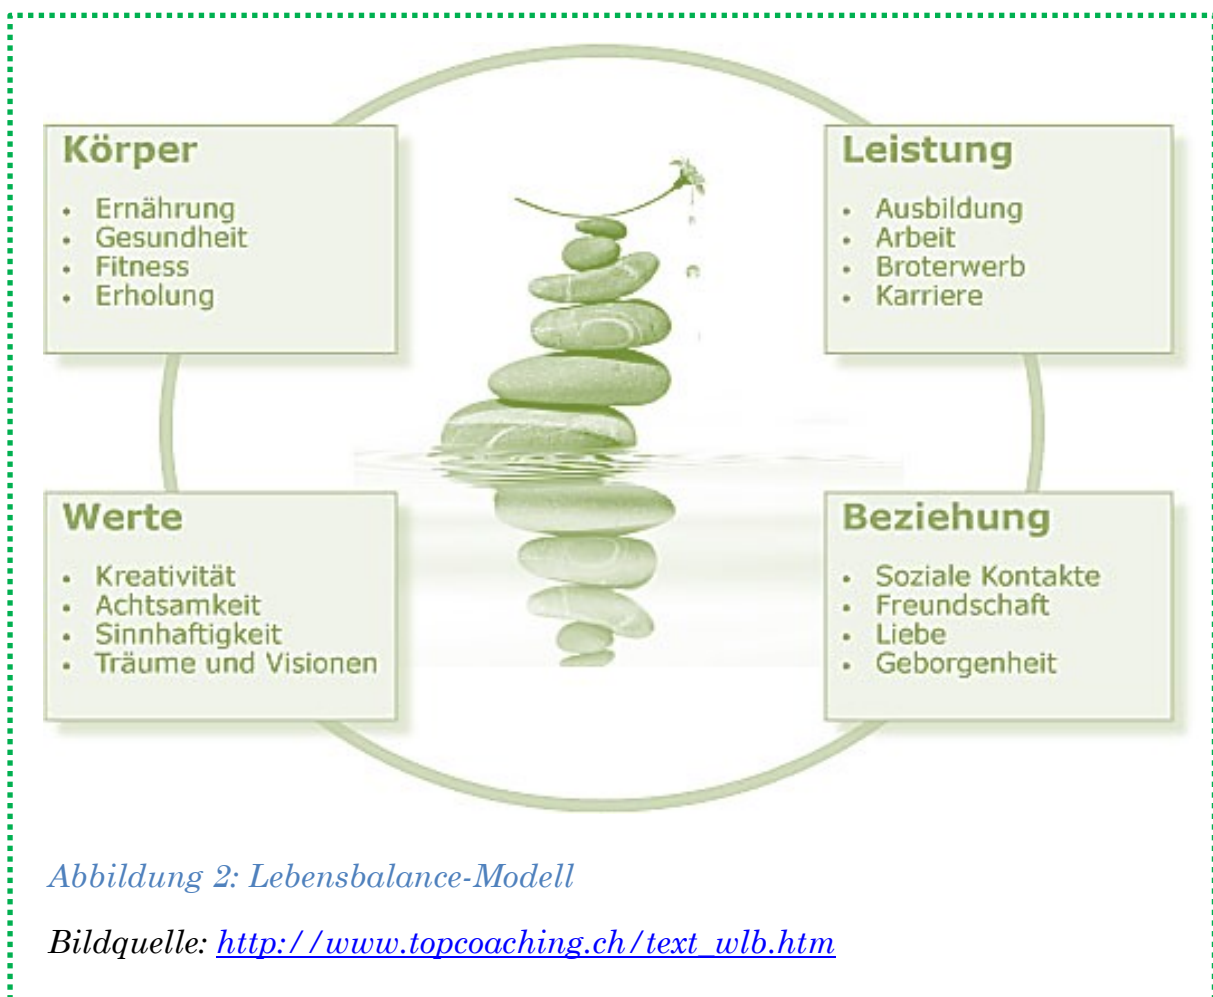 Körper
• Ernährung
• Gesundheit
• Fitness
• Erholung
Leistung
• Ausbildung
• Arbeit
• Broterwerb
• Karriere
Werte
• Kreativität
• Achtsamkeit
• Sinnhaftigkeit
• Träume und Visionen
Beziehung
• Soziale Kontakte
• Freundschaft
• Liebe
• Geborgenheit
Abbildung 2: Lebensbalance-Modell
Bildquelle: http://www.topcoaching.ch/text_wlb.htm